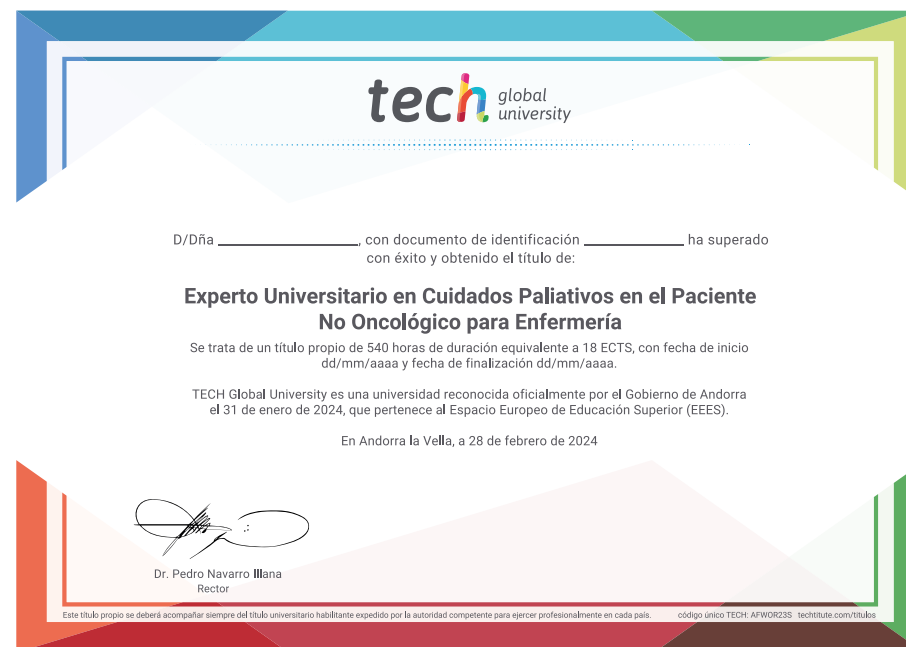 tech global university
D/Dña ____________________, con documento de identificación ______________ ha superado
con éxito y obtenido el título de:
Experto Universitario en Cuidados Paliativos en el Paciente
No Oncológico para Enfermería
Se trata de un título propio de 540 horas de duración equivalente a 18 ECTS, con fecha de inicio
dd/mm/aaaa y fecha de finalización dd/mm/aaaa.
TECH Global University es una universidad reconocida oficialmente por el Gobierno de Andorra
el 31 de enero de 2024, que pertenece al Espacio Europeo de Educación Superior (EEES).
En Andorra la Vella, a 28 de febrero de 2024
Dr. Pedro Navarro Illana
Rector
Este título propio se deberá acompañar siempre del título universitario habilitante expedido por la autoridad competente para ejercer profesionalmente en cada país. código único TECH: AFWOR23S techtitute.com/titulos